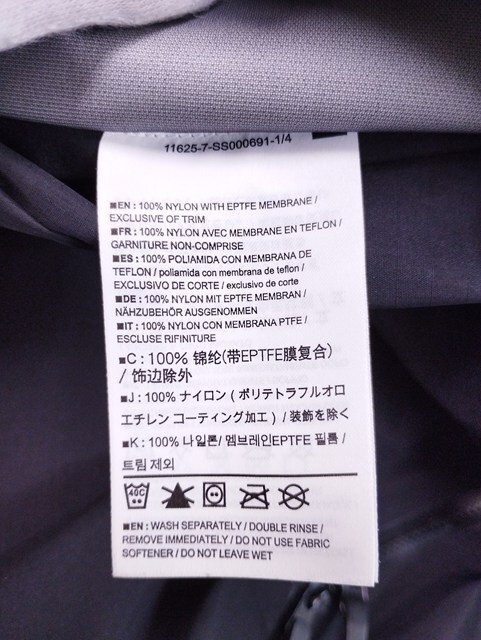 11625-7-SS000691-1/4
■EN : 100% NYLON WITH EPTFE MEMBRANE /
EXCLUSIVE OF TRIM
■FR : 100% NYLON AVEC MEMBRANE EN TEFLON /
GARNITURE NON-COMPRISE
■ES : 100% POLIAMIDA CON MEMBRANA DE
TEFLON / poliamida con membrana de teflon /
EXCLUSIVO DE CORTE / exclusivo de corte
■DE : 100% NYLON MIT EPTFE MEMBRAN /
NÄHZUBEHÖR AUSGENOMMEN
■IT : 100% NYLON CON MEMBRANA PTFE /
ESCLUSE RIFINITURE
■C : 100% 锦纶(带EPTFE膜复合)
/ 饰边除外
■J : 100% ナイロン ( ポリテトラフルオロ
エチレン コーティング加工 ) / 装飾を除く
■K : 100% 나일론/ 멤브레인EPTFE 필름 /
트림 제외
40C
■EN : WASH SEPARATELY / DOUBLE RINSE /
REMOVE IMMEDIATELY / DO NOT USE FABRIC
SOFTENER / DO NOT LEAVE WET